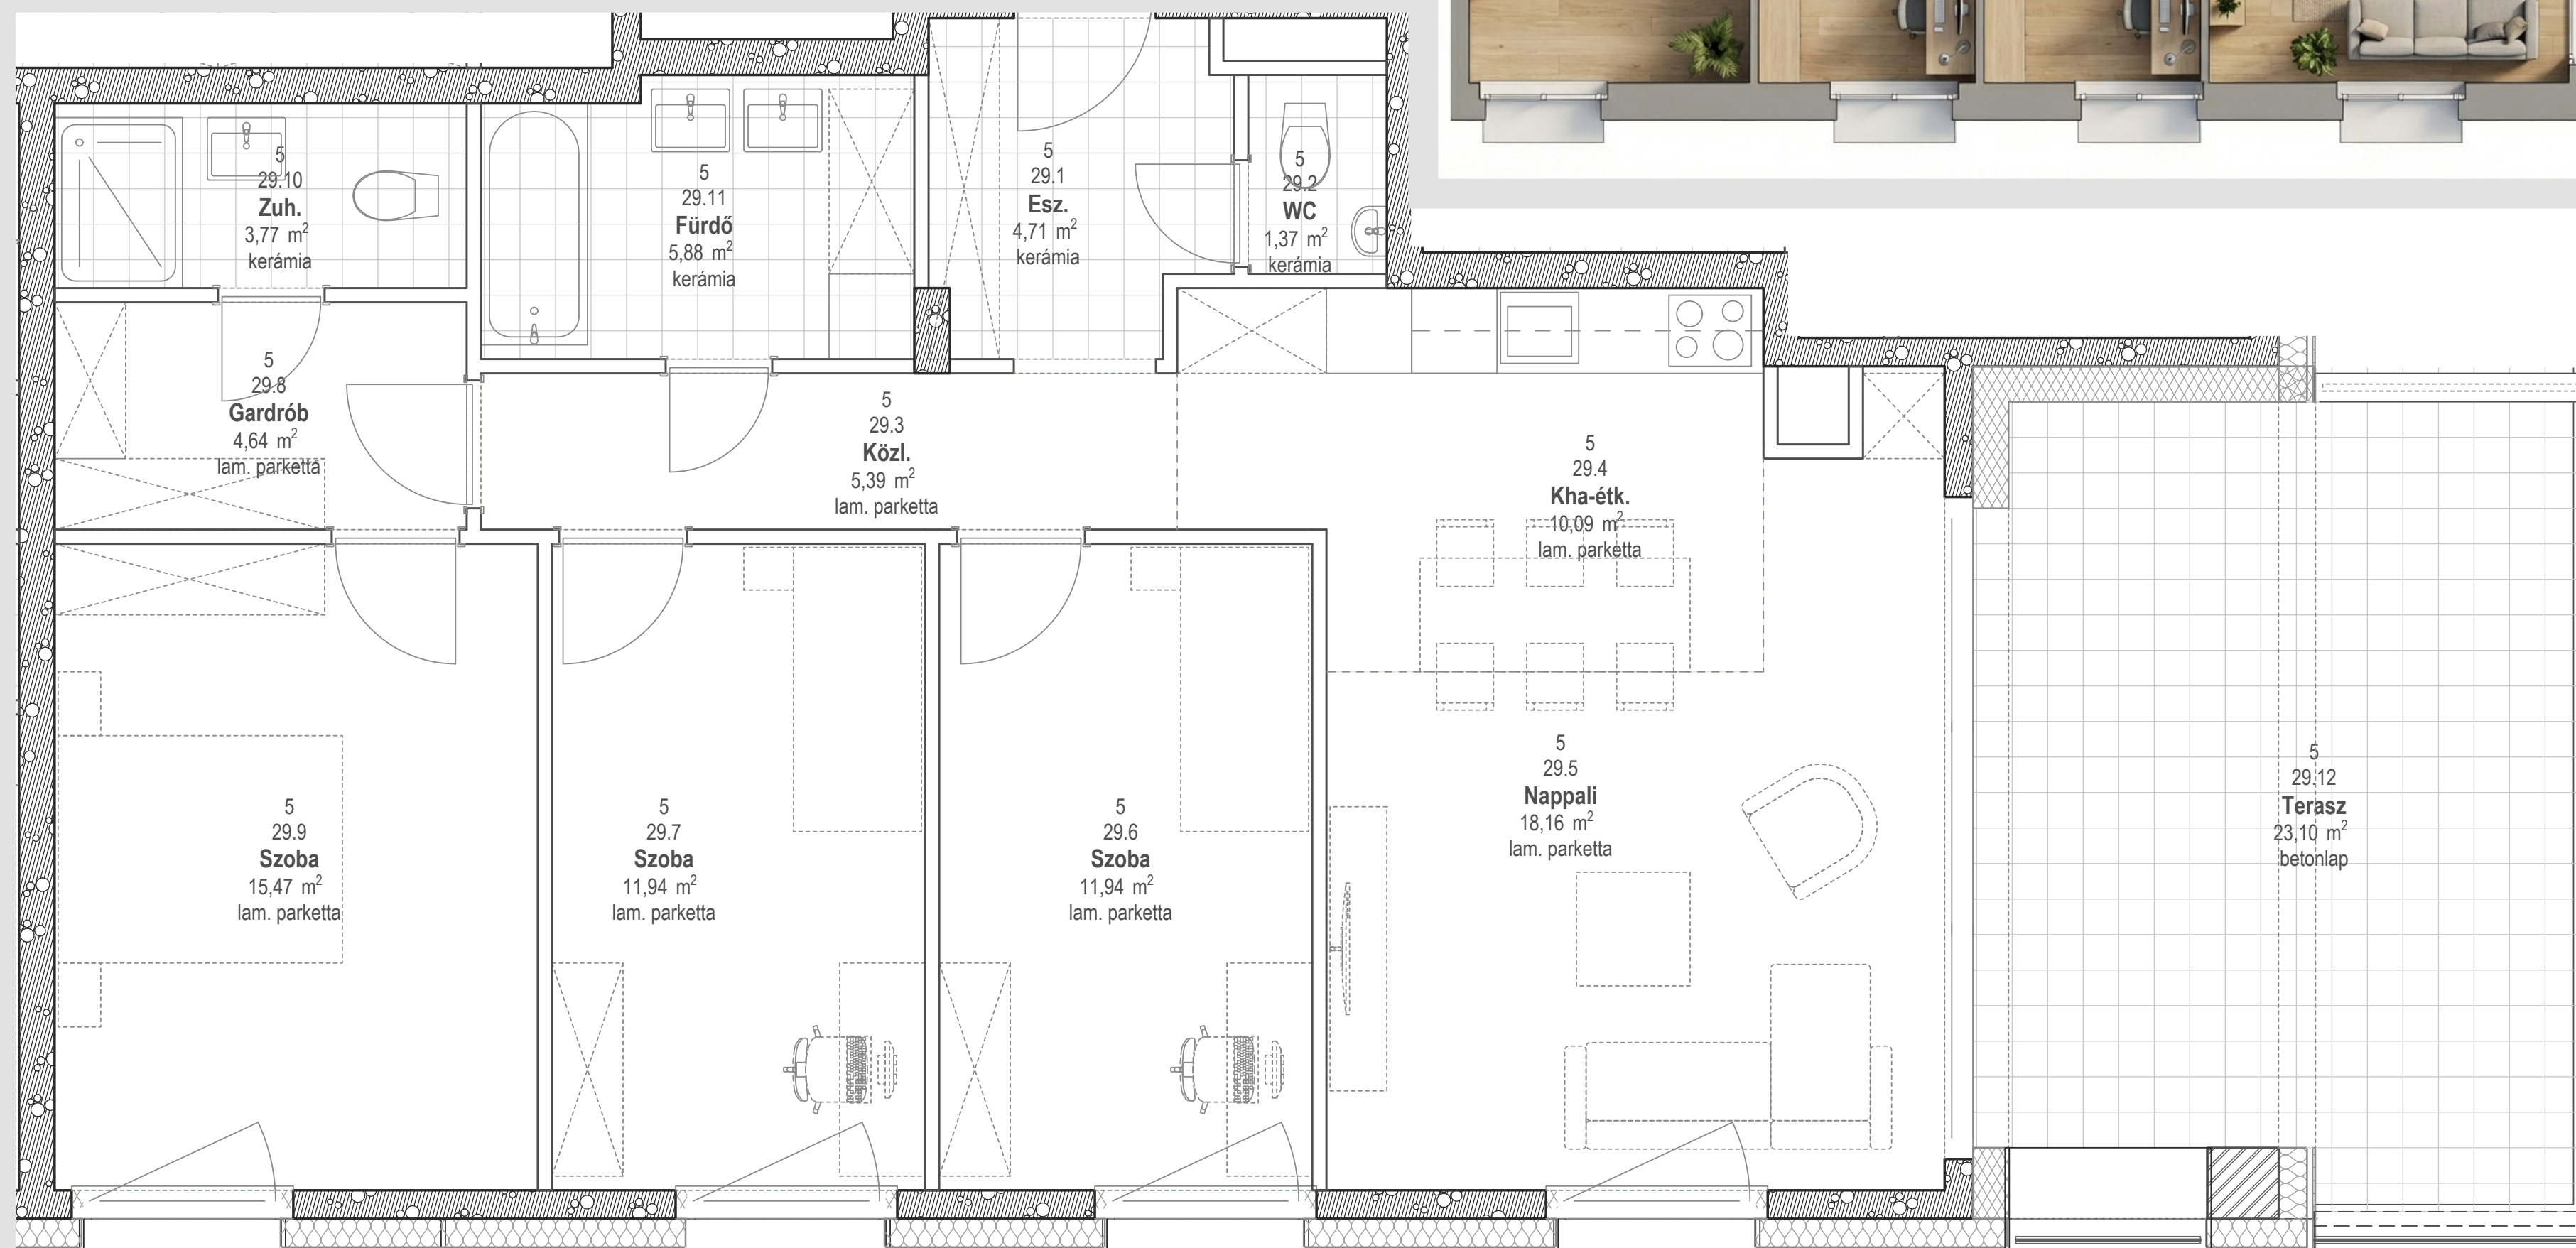 5
29.10
Zuh.
3,77 m²
kerámia
5
29.11
Fürdő
5,88 m²
kerámia
5
29.1
Esz.
4,71 m²
kerámia
5
29.2
WC
1,37 m²
kerámia
5
29.8
Gardrób
4,64 m²
lam. parketta
5
29.3
Közl.
5,39 m²
lam. parketta
5
29.4
Kha-étk.
10,09 m²
lam. parketta
5
29.9
Szoba
15,47 m²
lam. parketta
5
29.7
Szoba
11,94 m²
lam. parketta
5
29.6
Szoba
11,94 m²
lam. parketta
5
29.5
Nappali
18,16 m²
lam. parketta
5
29.12
Terasz
23,10 m²
betonlap